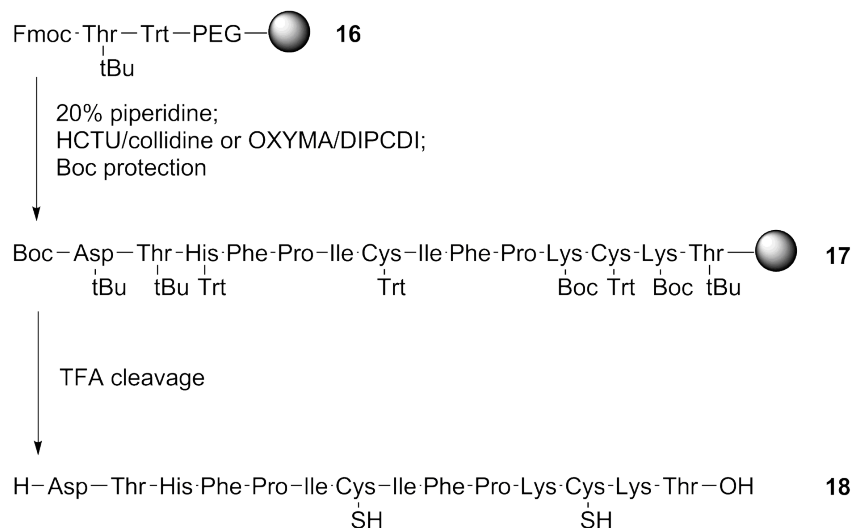 Fmoc-Thr-Trt-PEG- 16
tBu
20% piperidine;
HCTU/collidine or OXYMA/DIPCDI;
Boc protection
Boc-Asp-Thr-His-Phe-Pro-Ile-Cys-Ile-Phe-Pro-Lys-Cys-Lys-Thr- 17
tBu tBu Trt Trt Boc Trt Boc tBu
TFA cleavage
H-Asp-Thr-His-Phe-Pro-Ile-Cys-Ile-Phe-Pro-Lys-Cys-Lys-Thr-OH 18
SH SH